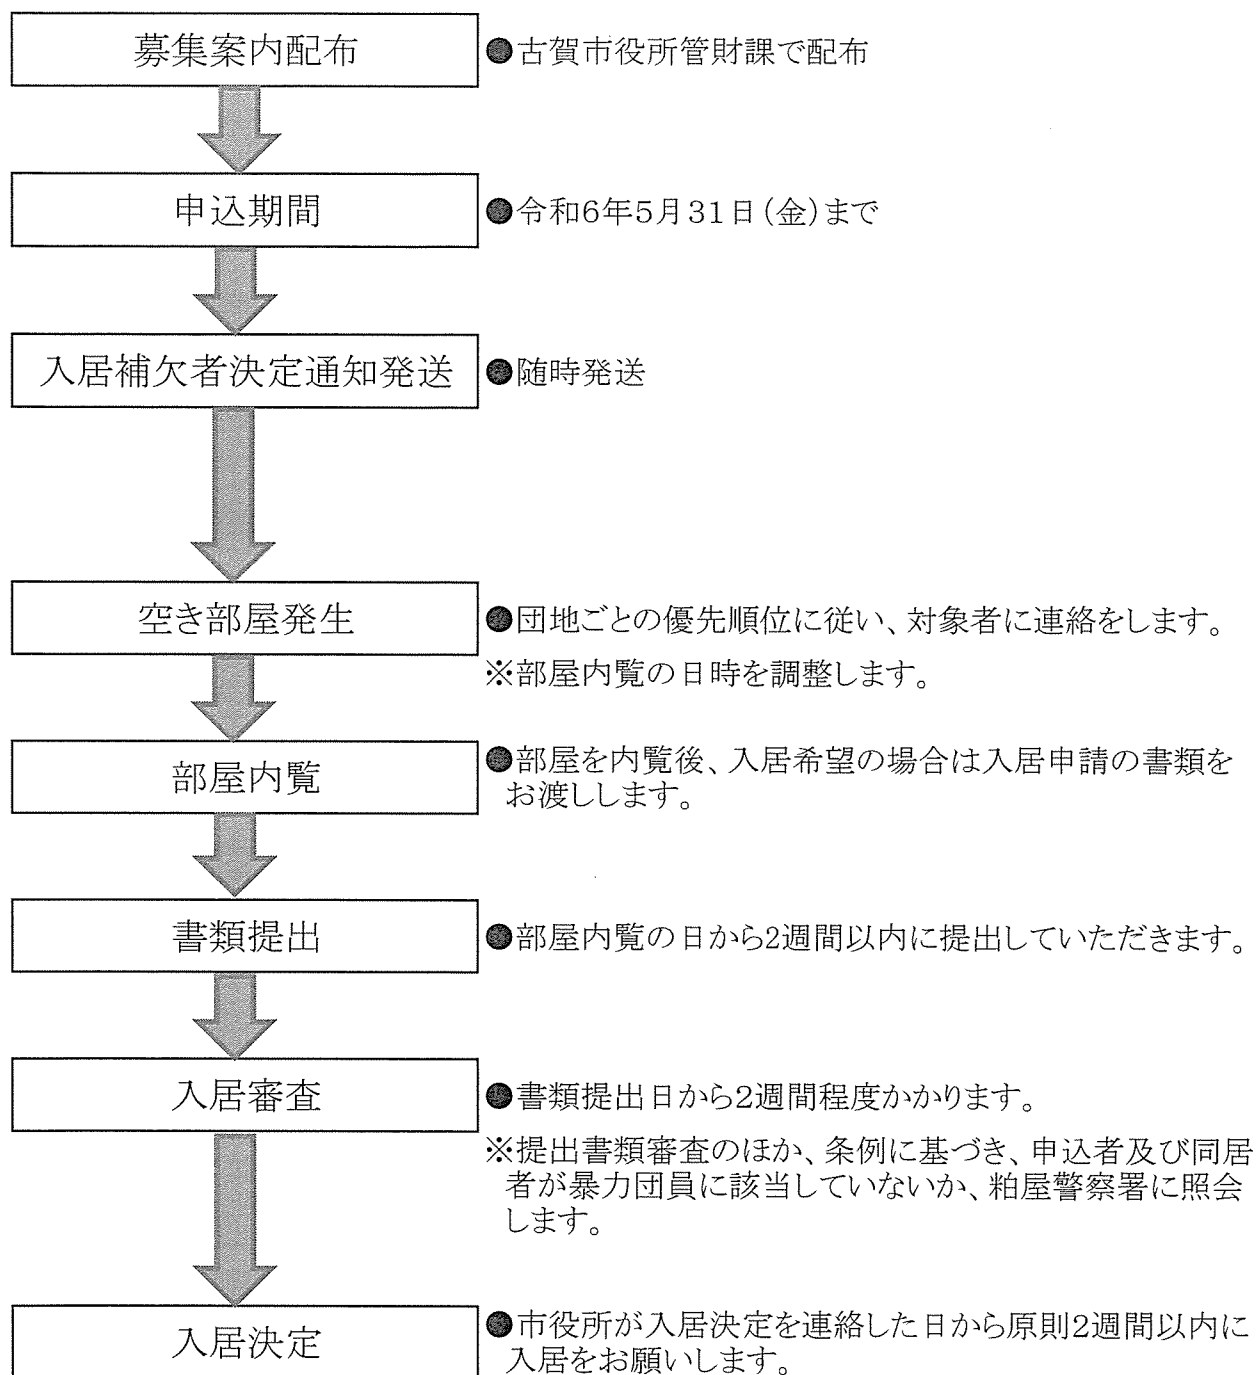 募集案内配布
●古賀市役所管財課で配布
申込期間
●令和6年5月31日(金)まで
入居補欠者決定通知発送
●随時発送
空き部屋発生
●団地ごとの優先順位に従い、対象者に連絡をします。
※部屋内覧の日時を調整します。
部屋内覧
●部屋を内覧後、入居希望の場合は入居申請の書類を
お渡しします。
書類提出
●部屋内覧の日から2週間以内に提出していただきます。
入居審査
●書類提出日から2週間程度かかります。
※提出書類審査のほか、条例に基づき、申込者及び同居
者が暴力団員に該当していないか、粕屋警察署に照会
します。
入居決定
●市役所が入居決定を連絡した日から原則2週間以内に
入居をお願いします。